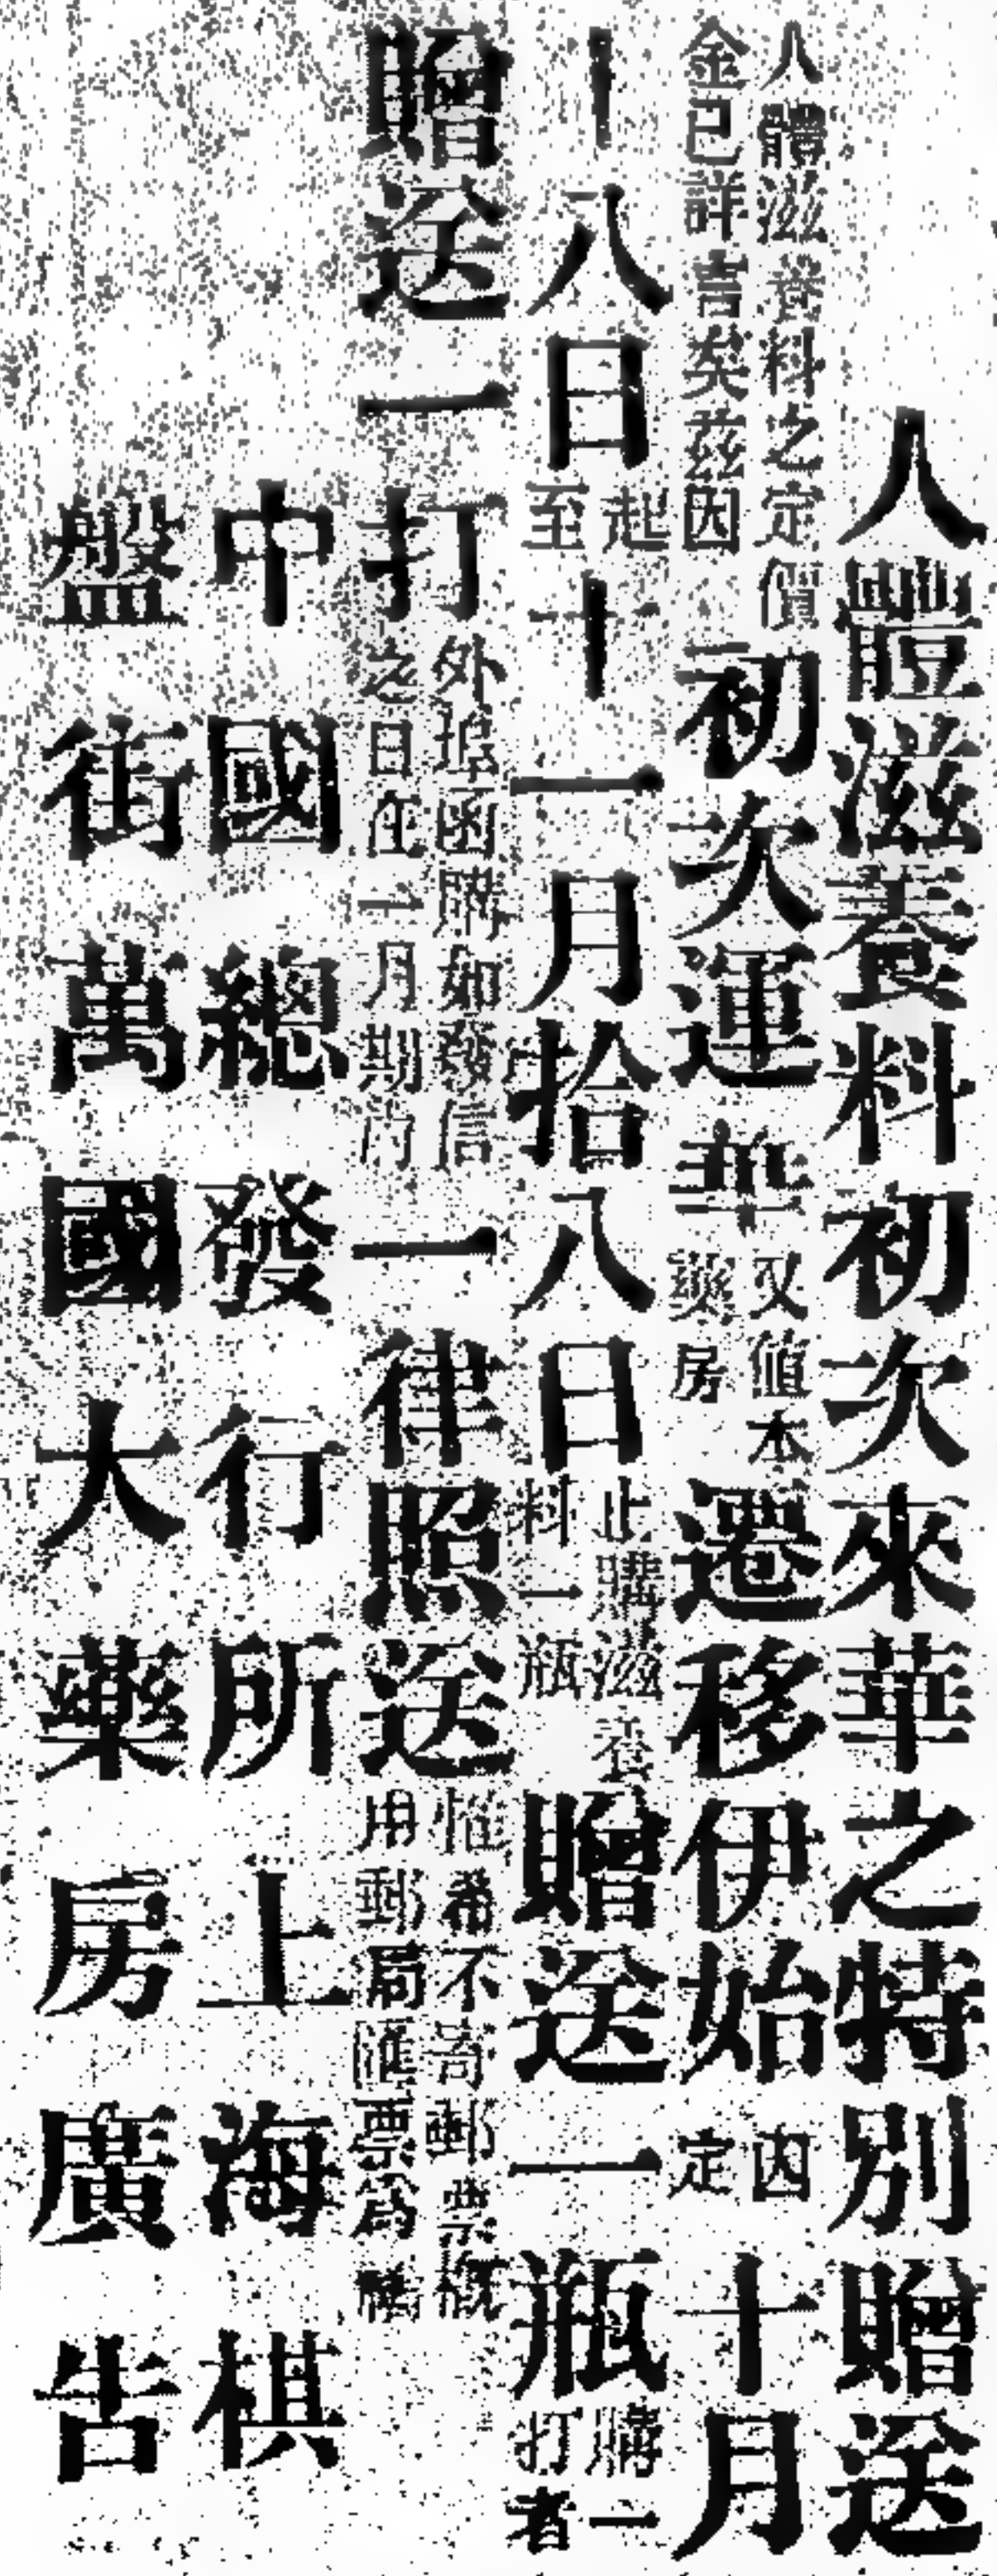 人體滋養料初次來華之特別贈送
人體滋養料之定價金已詳告矣茲因初次運華又值本藥房遷移伊始因定十月
十八日起至十一月拾八日止購滋養料一瓶贈送一瓶購一打者
贈送一打外埠函購如發信之日在一月期內一律照送惟希不寄郵票概用郵局匯票爲禱
中國總發行所上海棋
盤街萬國大藥房廣告